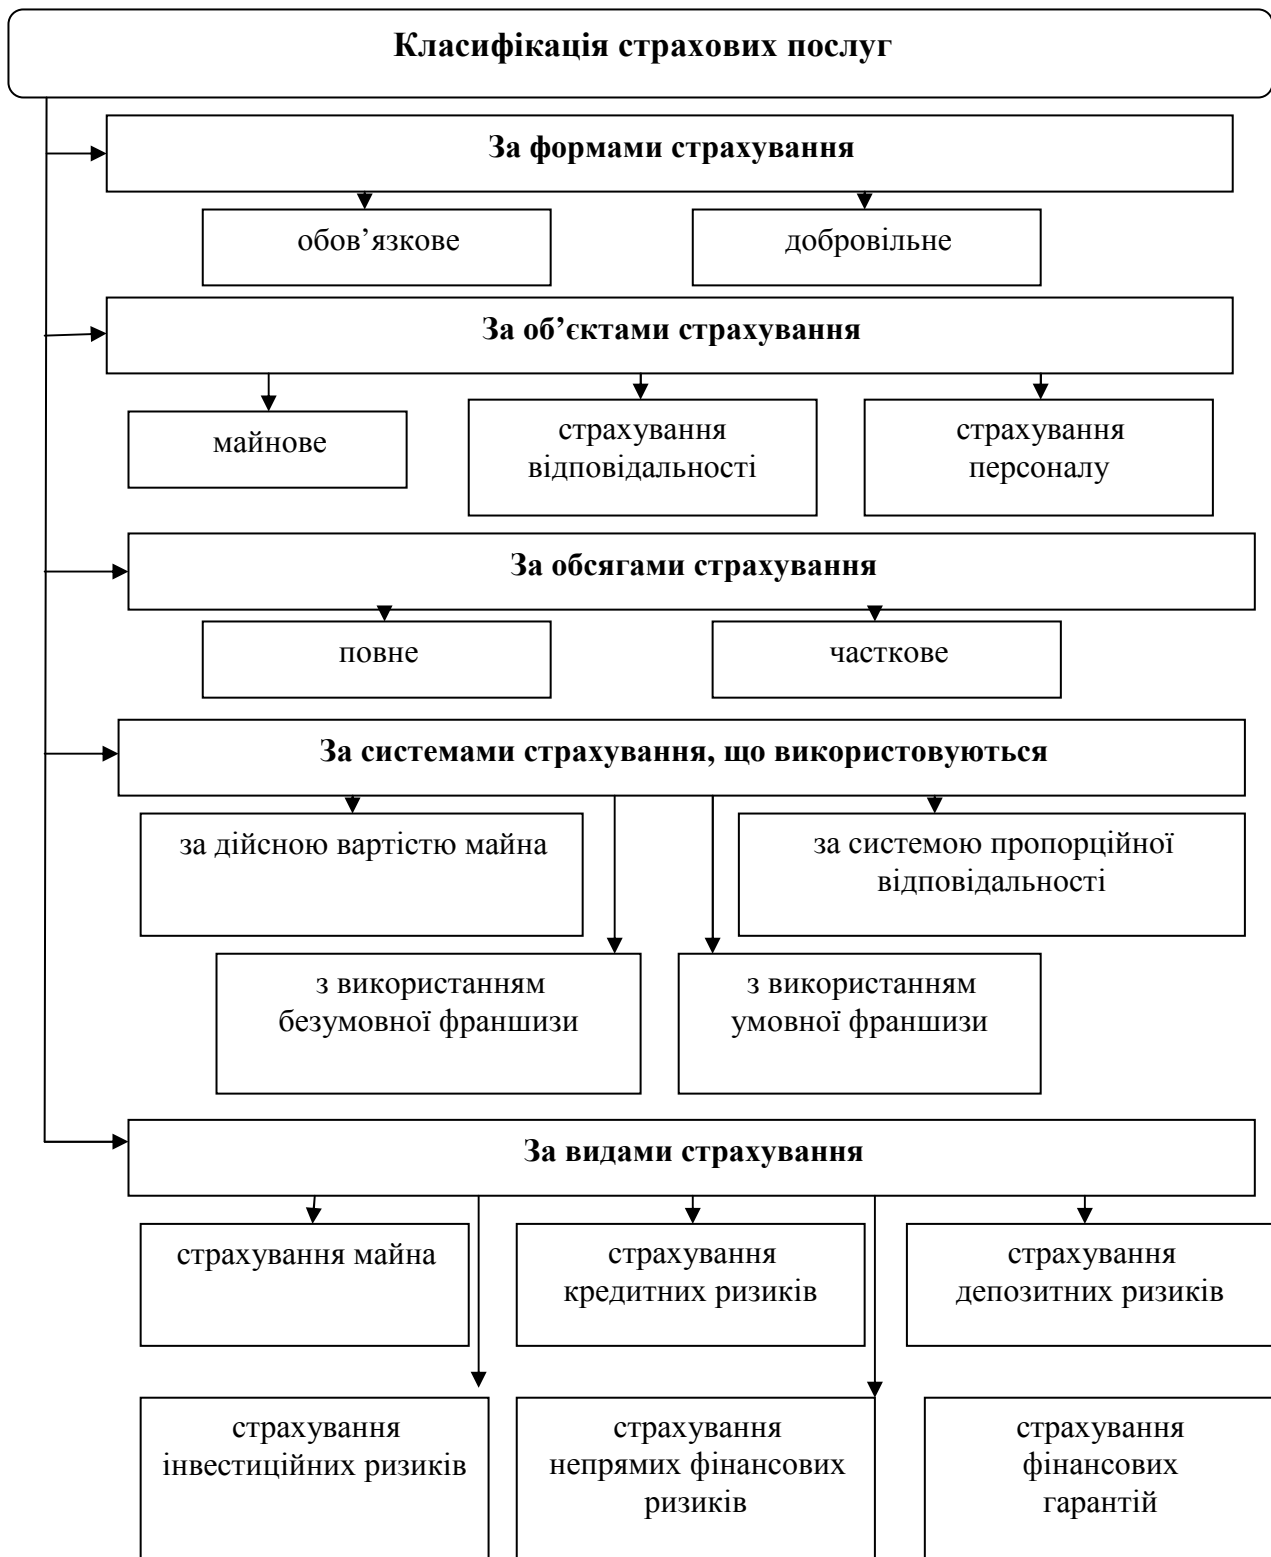 Класифікація страхових послуг
За формами страхування
обов’язкове
добровільне
За об’єктами страхування
майнове
страхування
відповідальності
страхування
персоналу
За обсягами страхування
повне
часткове
За системами страхування, що використовуються
за дійсною вартістю майна
за системою пропорційної
відповідальності
з використанням
безумовної франшизи
з використанням
умовної франшизи
За видами страхування
страхування майна
страхування
кредитних ризиків
страхування
депозитних ризиків
страхування
інвестиційних ризиків
страхування
непрямих фінансових
ризиків
страхування
фінансових
гарантій